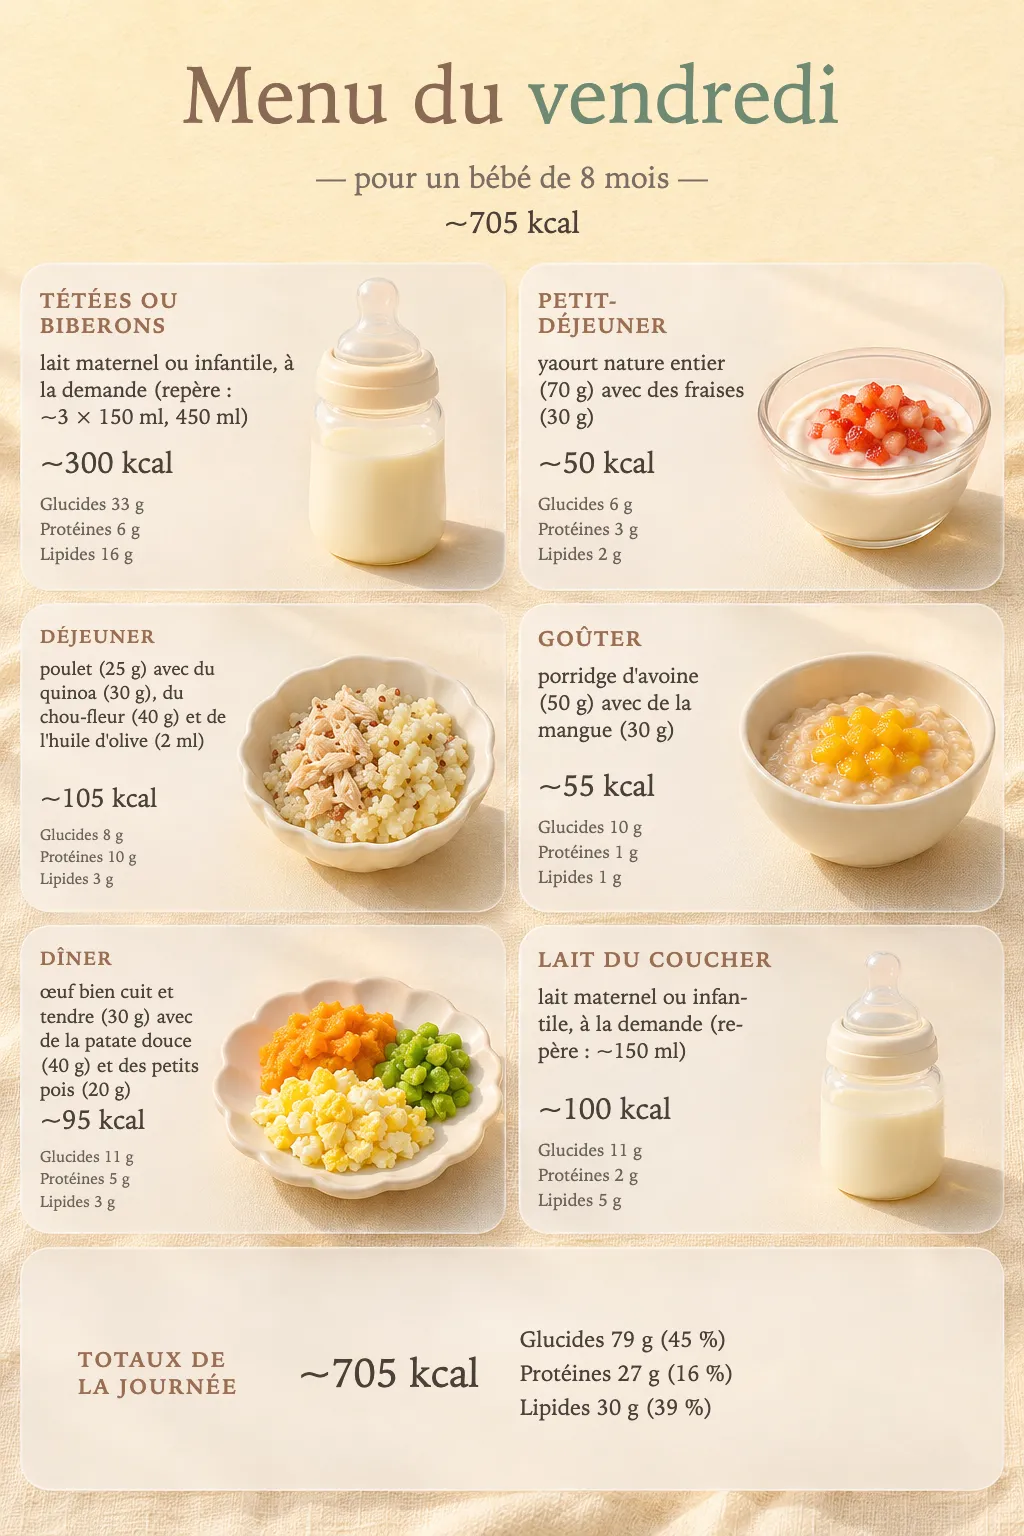 Menu du vendredi
— pour un bébé de 8 mois —
~705 kcal
TÉTÉES OU
BIBERONS
lait maternel ou infantile, à
la demande (repère :
~3 × 150 ml, 450 ml)
~300 kcal
Glucides 33 g
Protéines 6 g
Lipides 16 g
PETIT-
DÉJEUNER
yaourt nature entier
(70 g) avec des fraises
(30 g)
~50 kcal
Glucides 6 g
Protéines 3 g
Lipides 2 g
DÉJEUNER
poulet (25 g) avec du
quinoa (30 g), du
chou-fleur (40 g) et de
l'huile d'olive (2 ml)
~105 kcal
Glucides 8 g
Protéines 10 g
Lipides 3 g
GOÛTER
porridge d'avoine
(50 g) avec de la
mangue (30 g)
~55 kcal
Glucides 10 g
Protéines 1 g
Lipides 1 g
DÎNER
œuf bien cuit et
tendre (30 g) avec
de la patate douce
(40 g) et des petits
pois (20 g)
~95 kcal
Glucides 11 g
Protéines 5 g
Lipides 3 g
LAIT DU COUCHER
lait maternel ou infan-
tile, à la demande (re-
père : ~150 ml)
~100 kcal
Glucides 11 g
Protéines 2 g
Lipides 5 g
TOTAUX DE
LA JOURNÉE
~705 kcal
Glucides 79 g (45 %)
Protéines 27 g (16 %)
Lipides 30 g (39 %)